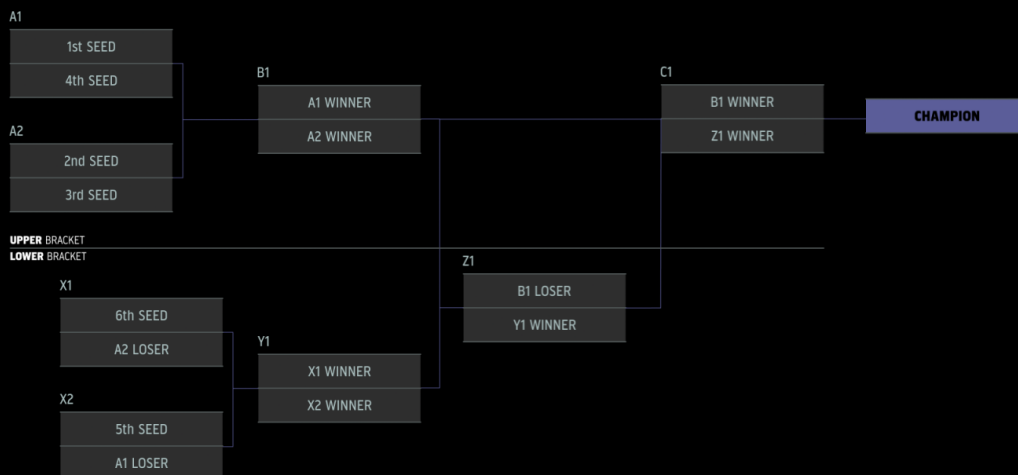 A1
1st SEED
4th SEED
A2
2nd SEED
3rd SEED
B1
A1 WINNER
A2 WINNER
C1
B1 WINNER
Z1 WINNER
CHAMPION
UPPER BRACKET
LOWER BRACKET
X1
6th SEED
A2 LOSER
X2
5th SEED
A1 LOSER
Y1
X1 WINNER
X2 WINNER
Z1
B1 LOSER
Y1 WINNER